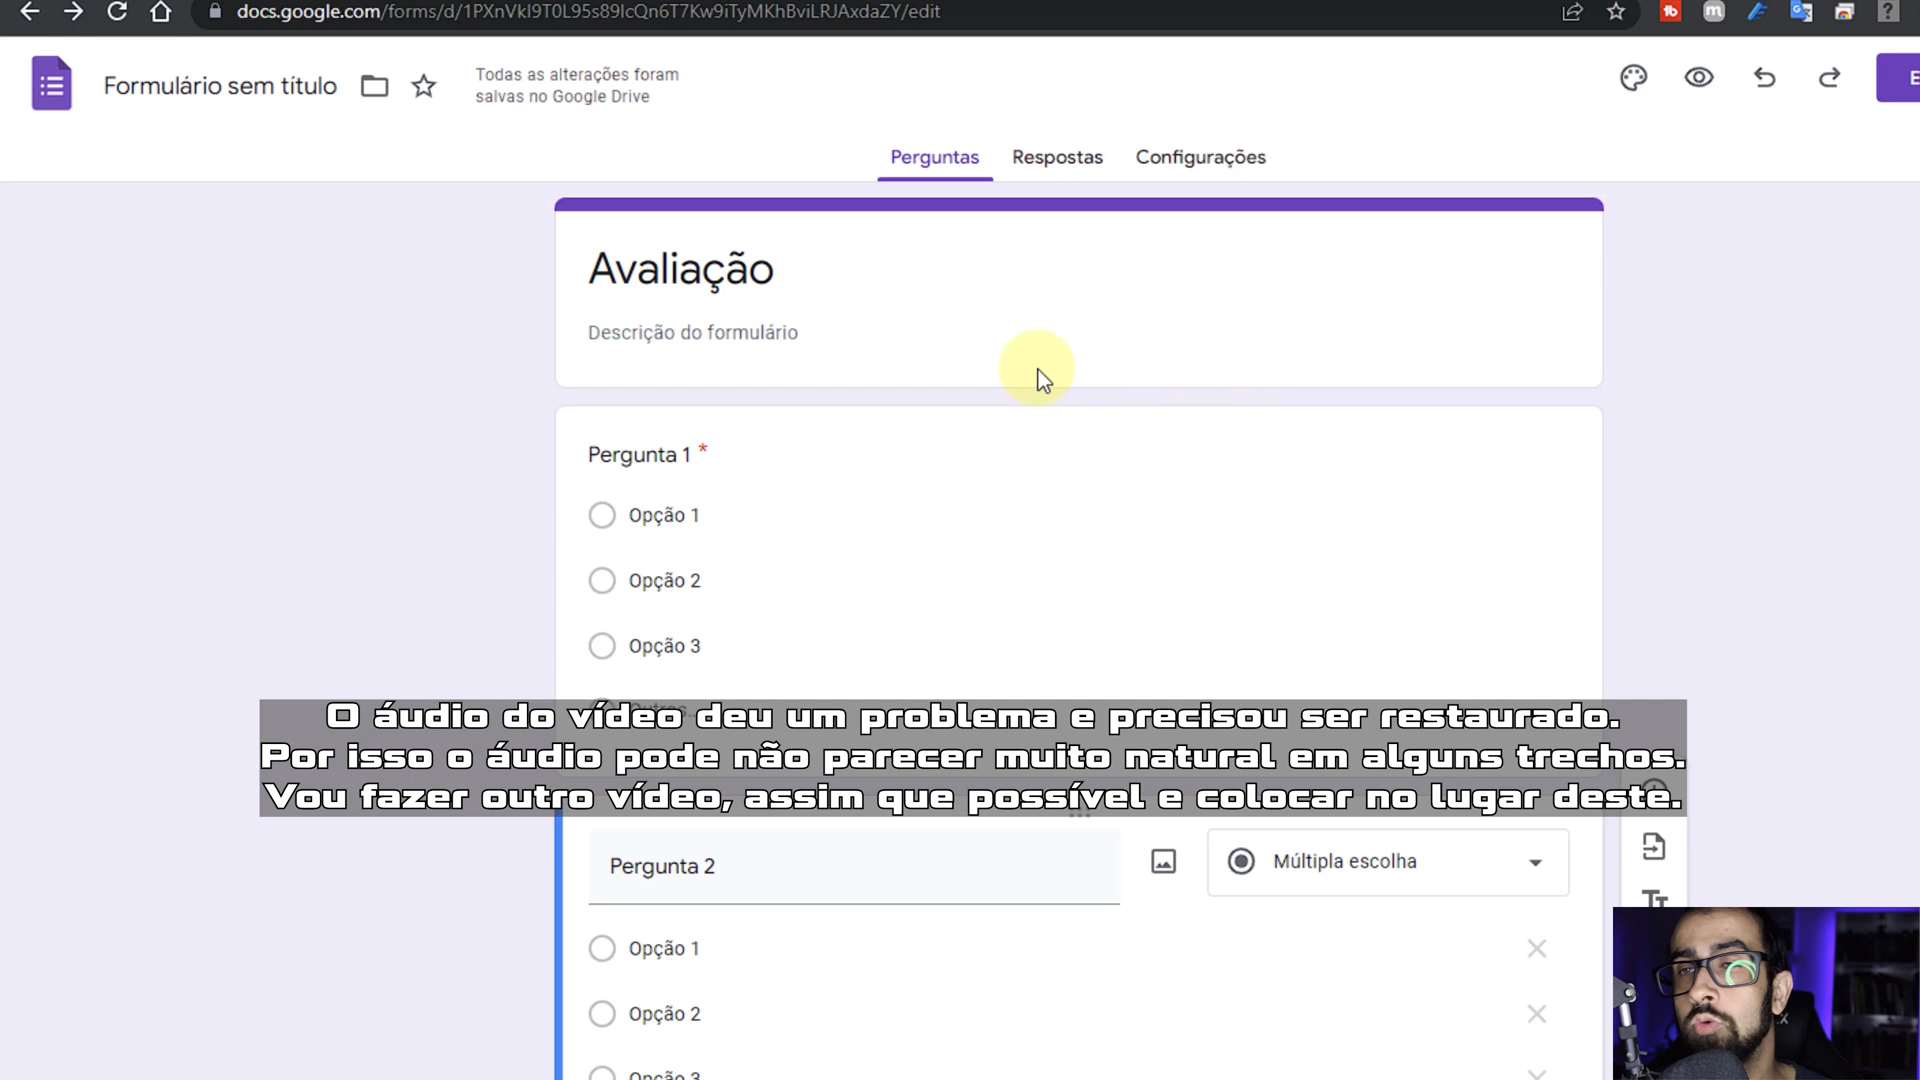 docs.google.com/forms/d/1PXnVkI9T0L95s89IcQn6T7Kw9iTyMKhBviLRJAxdaZY/edit
Formulário sem título
Todas as alterações foram
salvas no Google Drive
Perguntas
Respostas
Configurações
Avaliação
Descrição do formulário
Pergunta 1 *
Opção 1
Opção 2
Opção 3
O áudio do vídeo deu um problema e precisou ser restaurado.
Por isso o áudio pode não parecer muito natural em alguns trechos.
Vou fazer outro vídeo, assim que possível e colocar no lugar deste.
Pergunta 2
Múltipla escolha
Opção 1
Opção 2
Opção 3